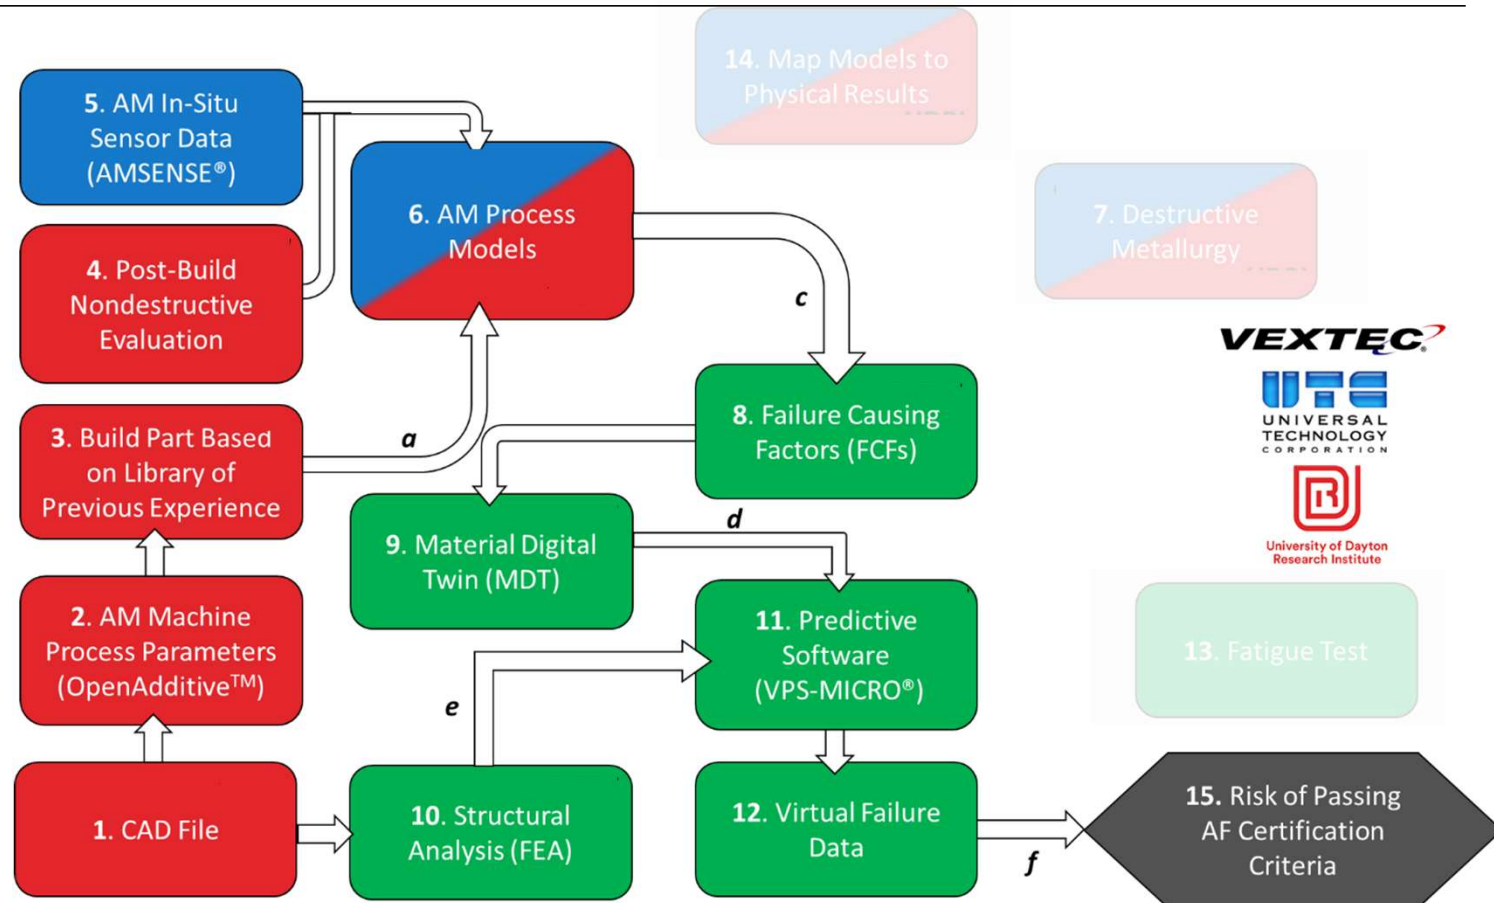 14. Map Models to
Physical Results
5. AM In-Situ
Sensor Data
(AMSENSE®)
6. AM Process
Models
7. Destructive
Metallurgy
4. Post-Build
Nondestructive
Evaluation
c
VEXTEC®
UTC
UNIVERSAL
TECHNOLOGY
CORPORATION
8. Failure Causing
Factors (FCFs)
3. Build Part Based
on Library of
Previous Experience
a
University of Dayton
Research Institute
9. Material Digital
Twin (MDT)
d
2. AM Machine
Process Parameters
(OpenAdditive™)
11. Predictive
Software
(VPS-MICRO®)
13. Fatigue Test
e
1. CAD File
10. Structural
Analysis (FEA)
12. Virtual Failure
Data
f
15. Risk of Passing
AF Certification
Criteria